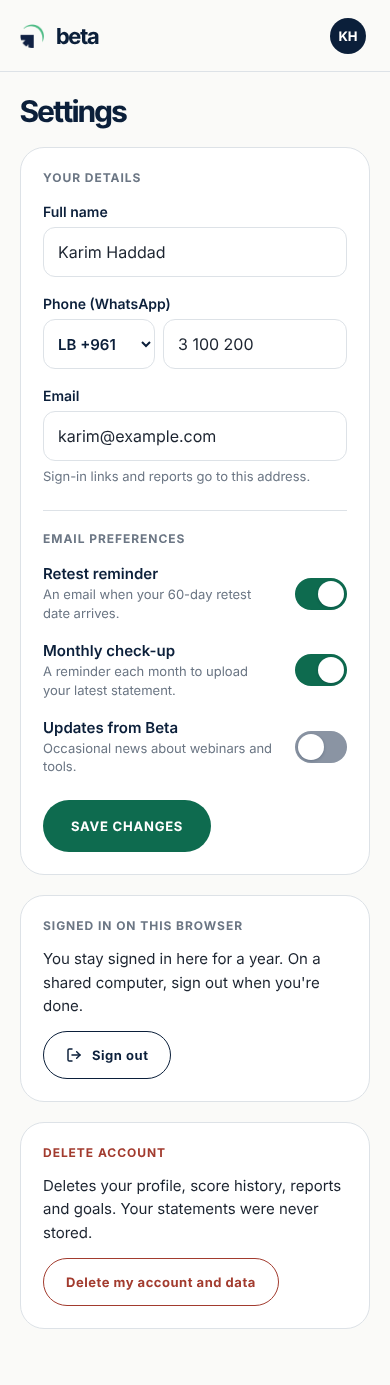 beta
KH
Settings
YOUR DETAILS
Full name
Karim Haddad
Phone (WhatsApp)
LB +961
3 100 200
Email
karim@example.com
Sign-in links and reports go to this address.
EMAIL PREFERENCES
Retest reminder
An email when your 60-day retest
date arrives.
Monthly check-up
A reminder each month to upload
your latest statement.
Updates from Beta
Occasional news about webinars and
tools.
SAVE CHANGES
SIGNED IN ON THIS BROWSER
You stay signed in here for a year. On a
shared computer, sign out when you're
done.
Sign out
DELETE ACCOUNT
Deletes your profile, score history, reports
and goals. Your statements were never
stored.
Delete my account and data